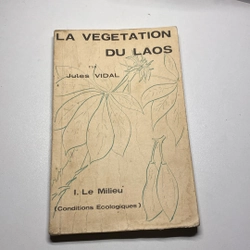 LA VEGETATION
DU LAOS
PAR
Jules VIDAL
I. Le Milieu
(Conditions Ecologiques)